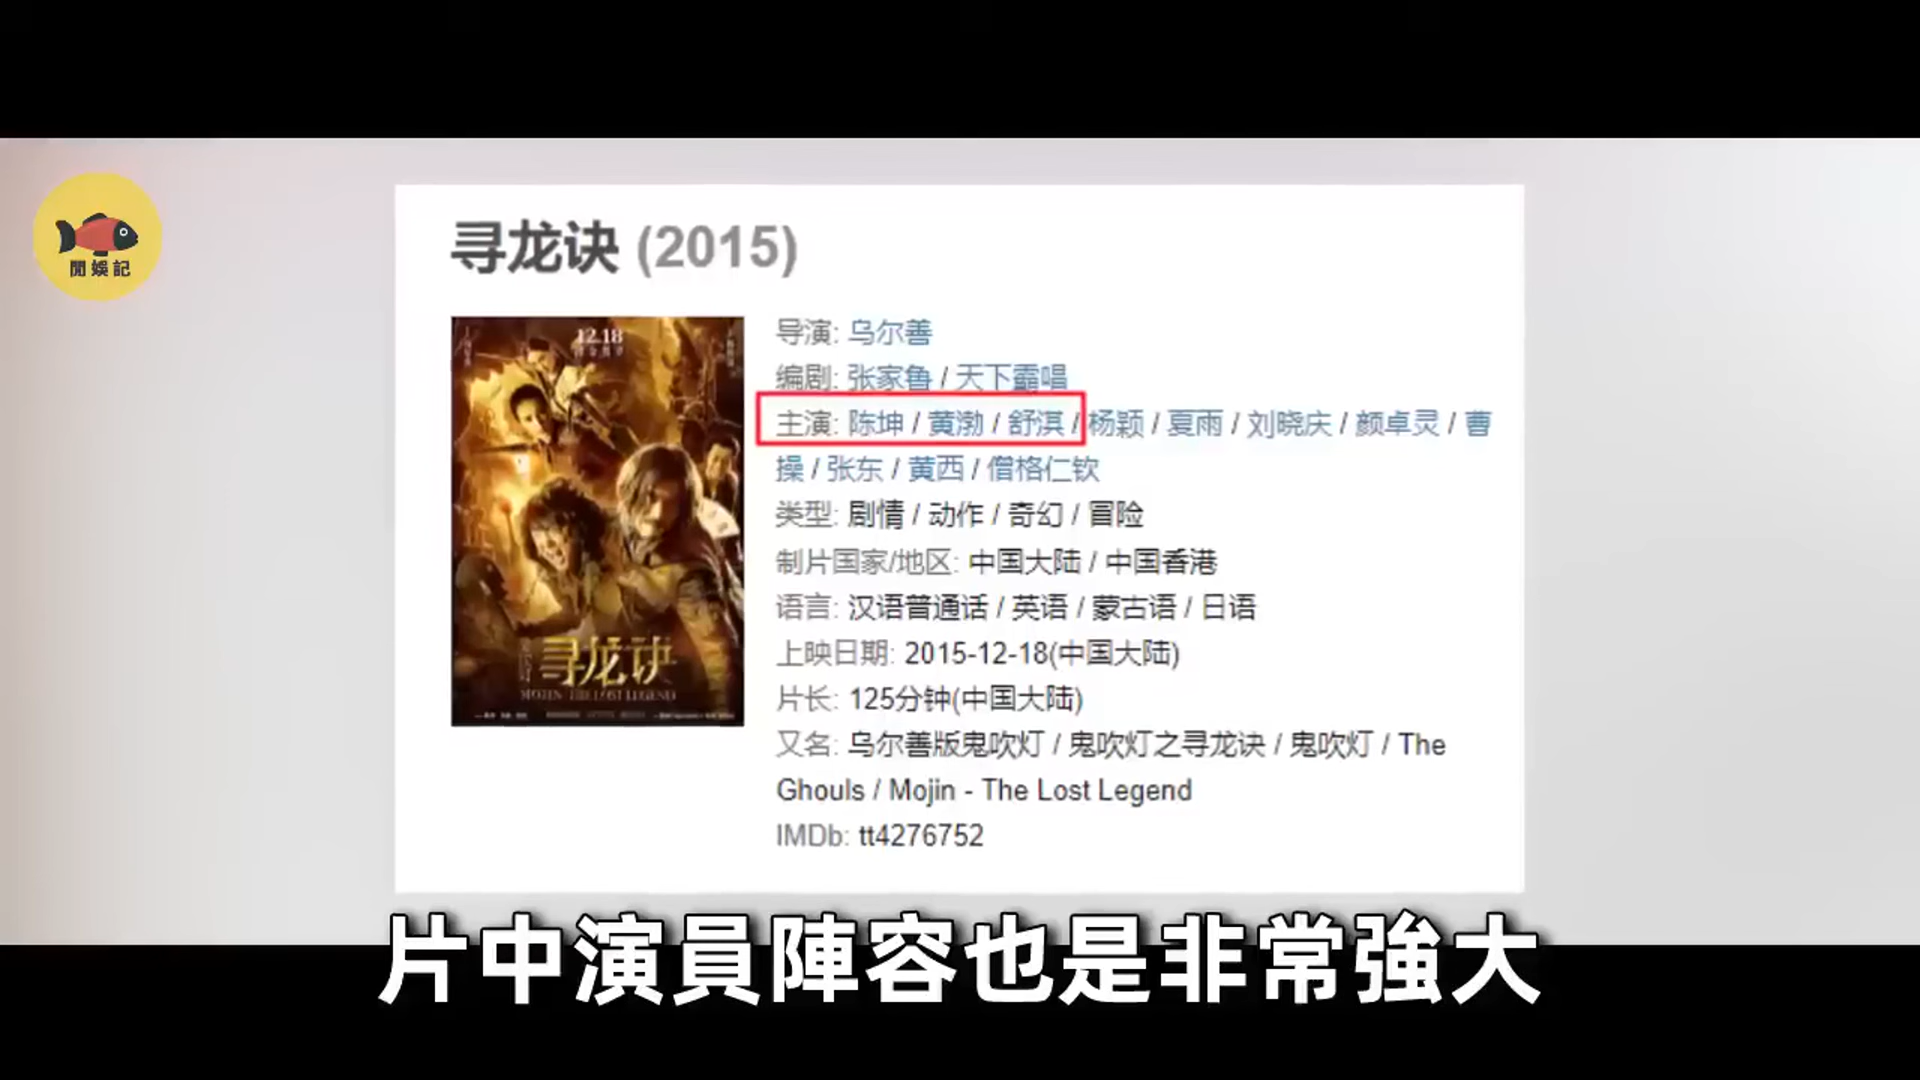 閒娛記
寻龙诀 (2015)
12.18
寻龙诀
MOJIN: THE LOST LEGEND
导演: 乌尔善
编剧: 张家鲁 / 天下霸唱
主演: 陈坤 / 黄渤 / 舒淇 / 杨颖 / 夏雨 / 刘晓庆 / 颜卓灵 / 曹
操 / 张东 / 黄西 / 僧格仁钦
类型: 剧情 / 动作 / 奇幻 / 冒险
制片国家/地区: 中国大陆 / 中国香港
语言: 汉语普通话 / 英语 / 蒙古语 / 日语
上映日期: 2015-12-18(中国大陆)
片长: 125分钟(中国大陆)
又名: 乌尔善版鬼吹灯 / 鬼吹灯之寻龙诀 / 鬼吹灯 / The
Ghouls / Mojin - The Lost Legend
IMDb: tt4276752
片中演員陣容也是非常強大